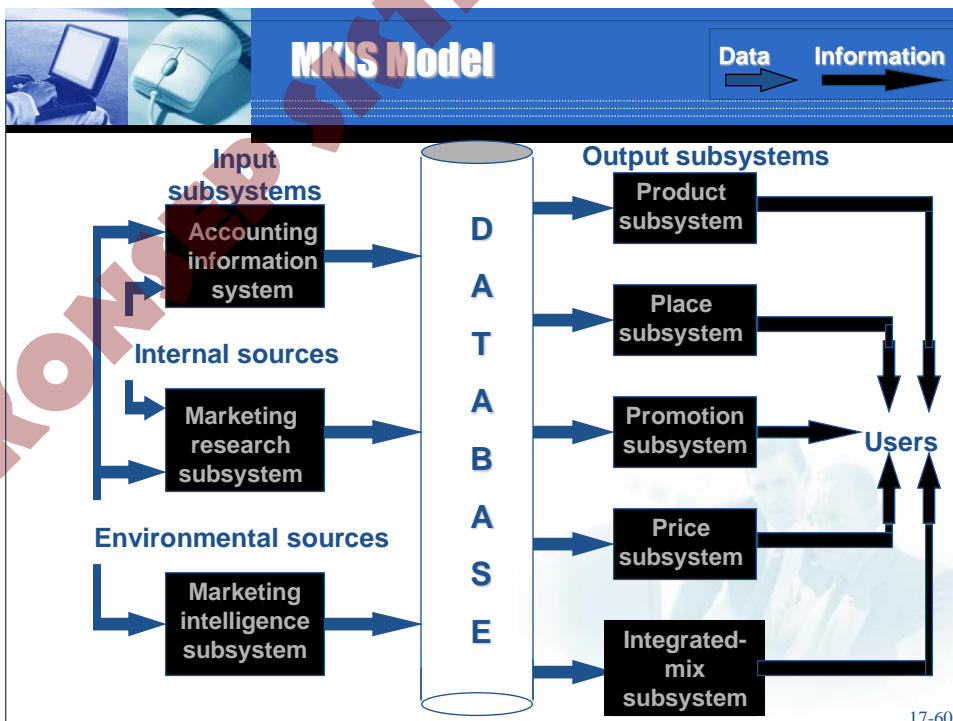 MKIS Model
Data Information
Input
subsystems
Output subsystems
Accounting
information
system
Internal sources
Marketing
research
subsystem
Environmental sources
Marketing
intelligence
subsystem
D
A
T
A
B
A
S
E
Product
subsystem
Place
subsystem
Promotion
subsystem
Price
subsystem
Integrated-
mix
subsystem
Users
17-60